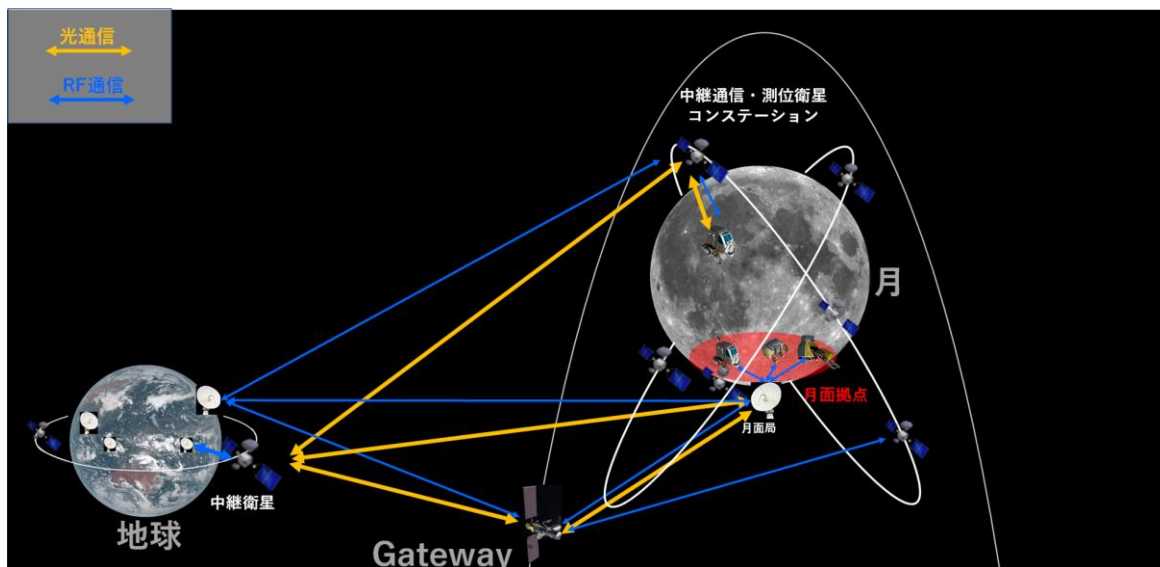 光通信
RF通信
中継通信・測位衛星
コンステーション
月
月面拠点
月面局
中継衛星
地球
Gateway